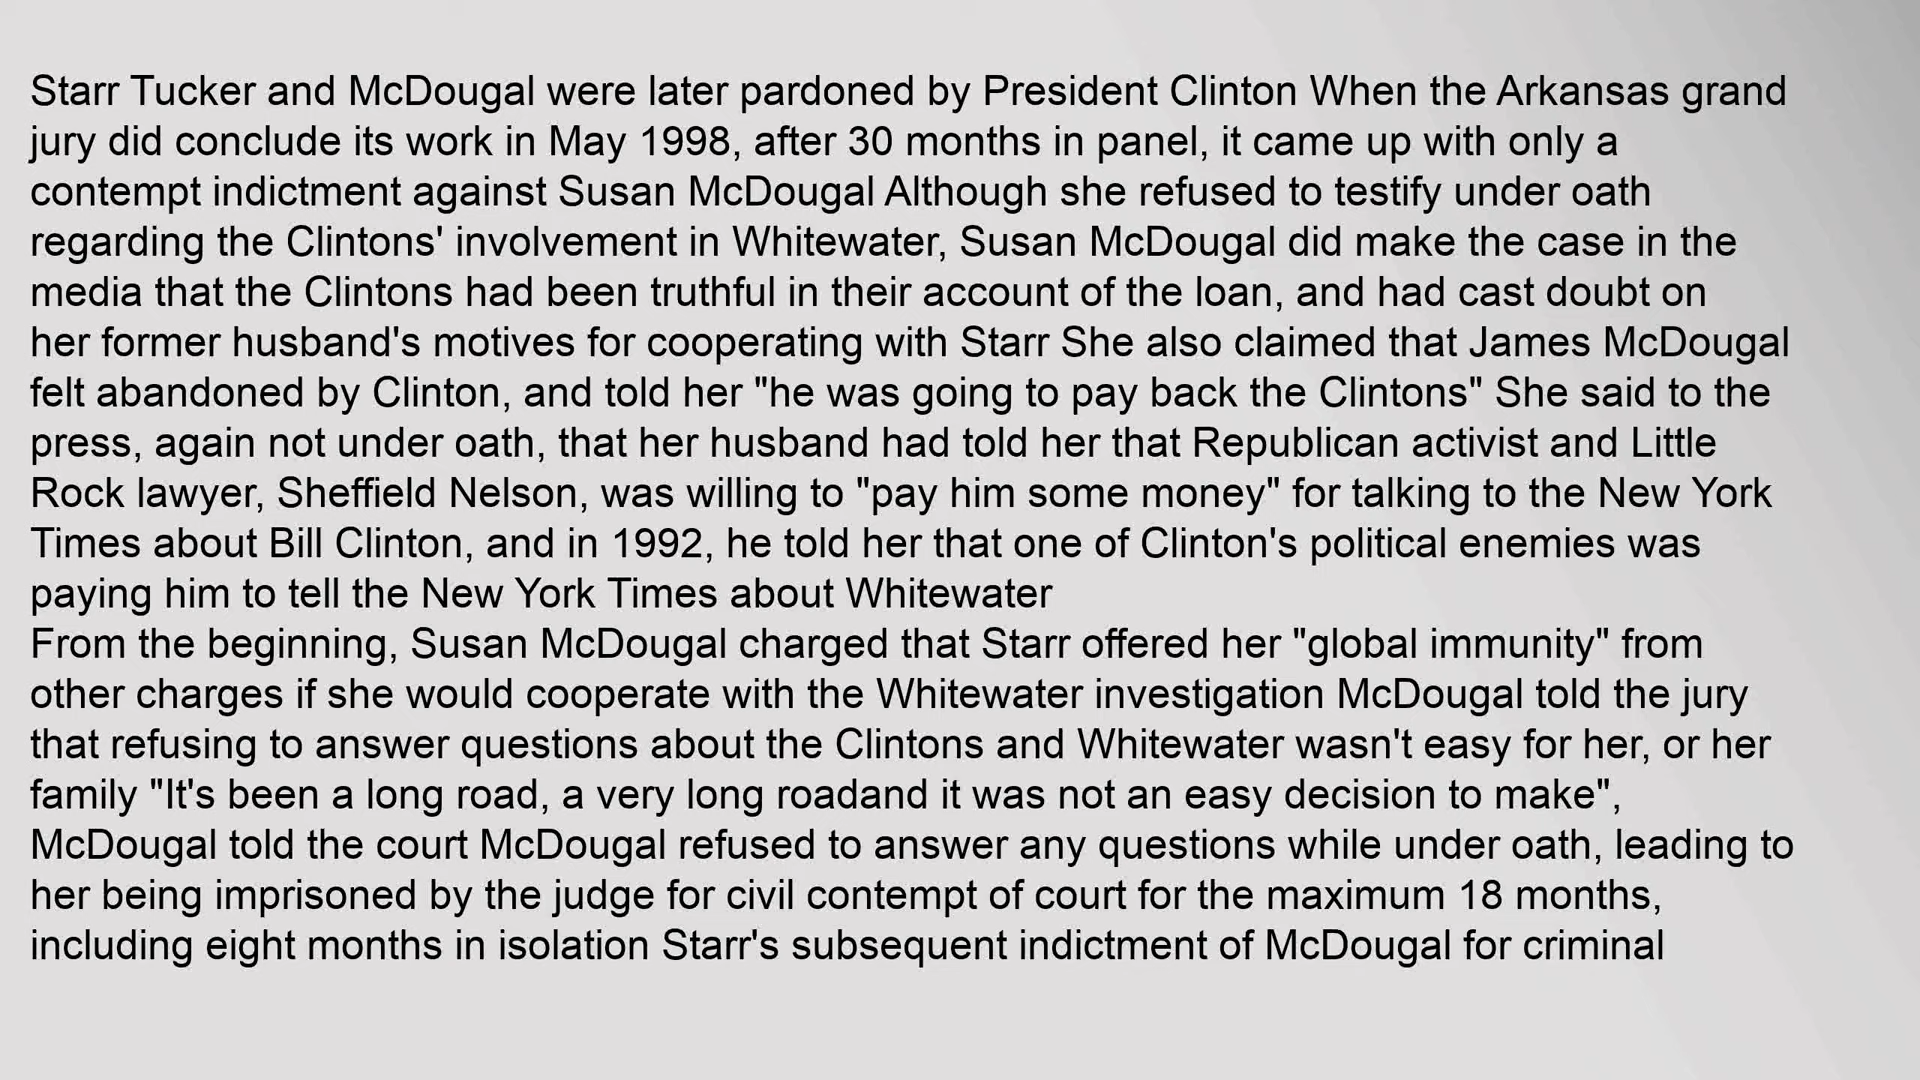 Starr Tucker and McDougal were later pardoned by President Clinton When the Arkansas grand
jury did conclude its work in May 1998, after 30 months in panel, it came up with only a
contempt indictment against Susan McDougal Although she refused to testify under oath
regarding the Clintons' involvement in Whitewater, Susan McDougal did make the case in the
media that the Clintons had been truthful in their account of the loan, and had cast doubt on
her former husband's motives for cooperating with Starr She also claimed that James McDougal
felt abandoned by Clinton, and told her "he was going to pay back the Clintons" She said to the
press, again not under oath, that her husband had told her that Republican activist and Little
Rock lawyer, Sheffield Nelson, was willing to "pay him some money" for talking to the New York
Times about Bill Clinton, and in 1992, he told her that one of Clinton's political enemies was
paying him to tell the New York Times about Whitewater
From the beginning, Susan McDougal charged that Starr offered her "global immunity" from
other charges if she would cooperate with the Whitewater investigation McDougal told the jury
that refusing to answer questions about the Clintons and Whitewater wasn't easy for her, or her
family "It's been a long road, a very long roadand it was not an easy decision to make",
McDougal told the court McDougal refused to answer any questions while under oath, leading to
her being imprisoned by the judge for civil contempt of court for the maximum 18 months,
including eight months in isolation Starr's subsequent indictment of McDougal for criminal